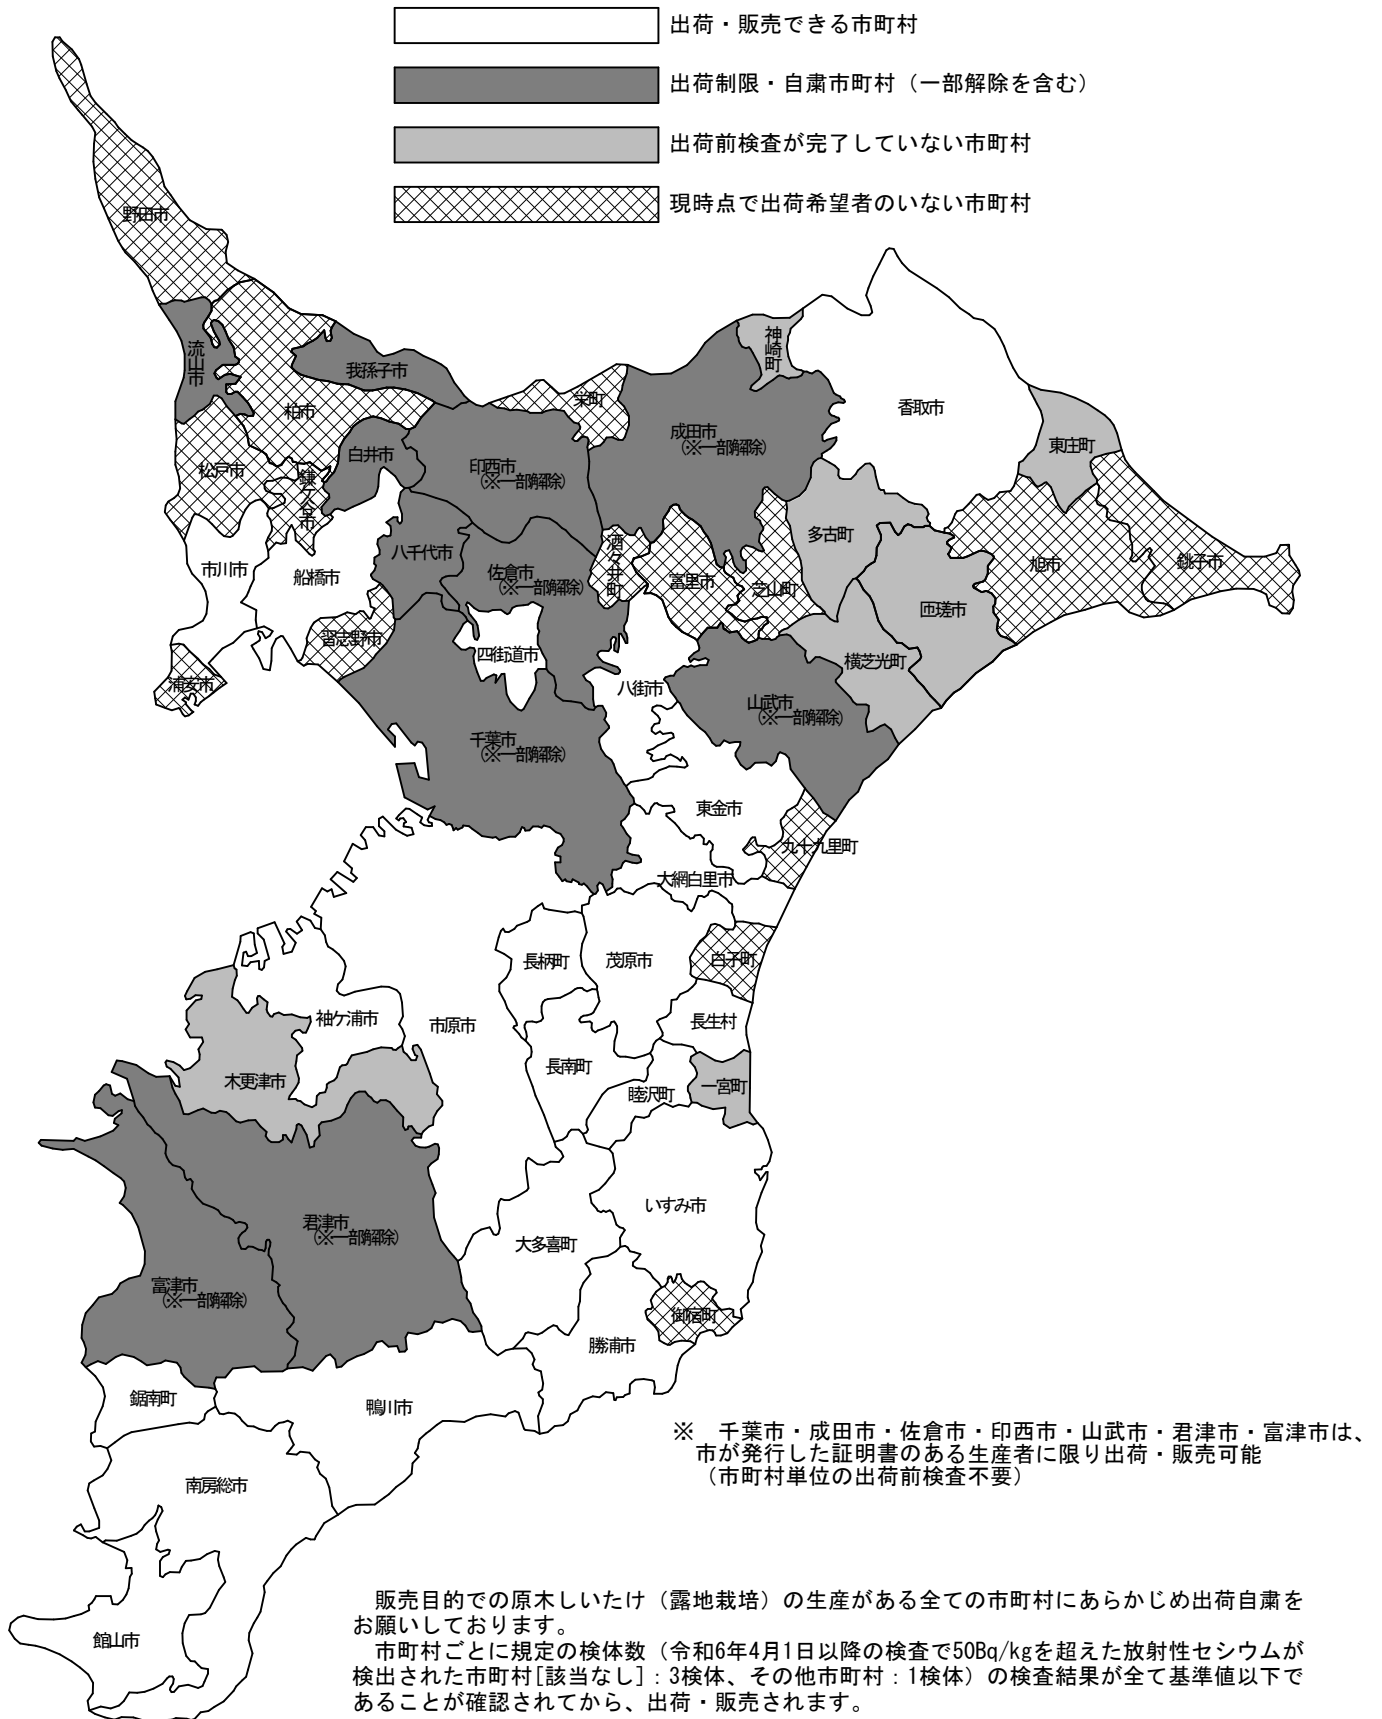 出荷・販売できる市町村
出荷制限・自粛市町村（一部解除を含む）
出荷前検査が完了していない市町村
現時点で出荷希望者のいない市町村
野田市
流山市
我孫子市
柏市
松戸市
鎌ケ谷市
白井市
印西市
（※一部解除）
栄町
成田市
（※一部解除）
神崎町
香取市
東庄町
市川市
船橋市
八千代市
佐倉市
（※一部解除）
酒々井町
富里市
芝山町
多古町
匝瑳市
旭市
銚子市
浦安市
習志野市
四街道市
八街市
横芝光町
山武市
（※一部解除）
千葉市
（※一部解除）
東金市
九十九里町
大網白里市
長柄町
茂原市
白子町
袖ケ浦市
市原市
長生村
木更津市
長南町
睦沢町
一宮町
いすみ市
君津市
（※一部解除）
大多喜町
富津市
（※一部解除）
御宿町
勝浦市
鋸南町
鴨川市
南房総市
館山市
※　千葉市・成田市・佐倉市・印西市・山武市・君津市・富津市は、
市が発行した証明書のある生産者に限り出荷・販売可能
（市町村単位の出荷前検査不要）
　販売目的での原木しいたけ（露地栽培）の生産がある全ての市町村にあらかじめ出荷自粛を
お願いしております。
　市町村ごとに規定の検体数（令和6年4月1日以降の検査で50Bq/kgを超えた放射性セシウムが
検出された市町村[該当なし]：3検体、その他市町村：1検体）の検査結果が全て基準値以下で
あることが確認されてから、出荷・販売されます。